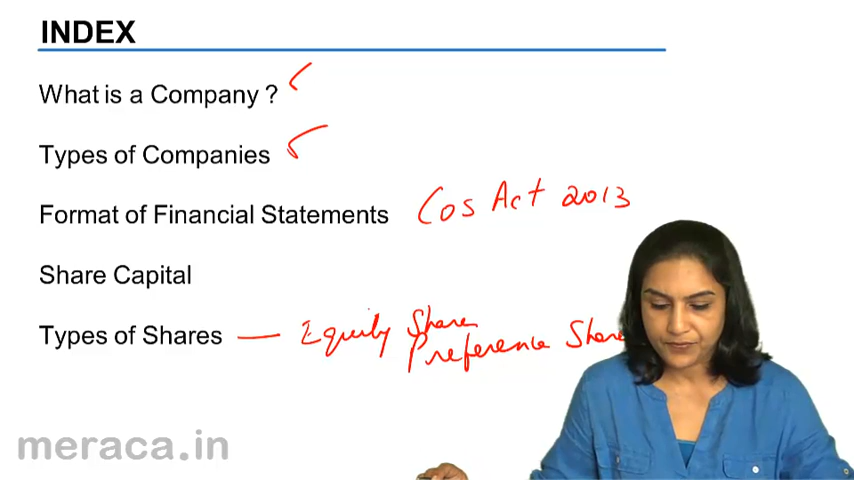 INDEX
What is a Company ?
Types of Companies
Format of Financial Statements Cos Act 2013
Share Capital
Types of Shares — Equity Share
Preference Share
meraca.in